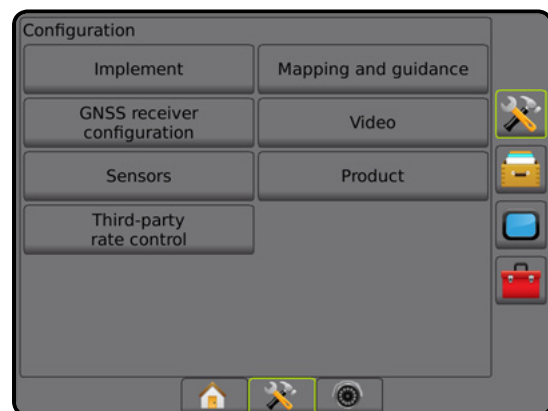 Configuration
Implement
Mapping and guidance
GNSS receiver
configuration
Video
Sensors
Product
Third-party
rate control